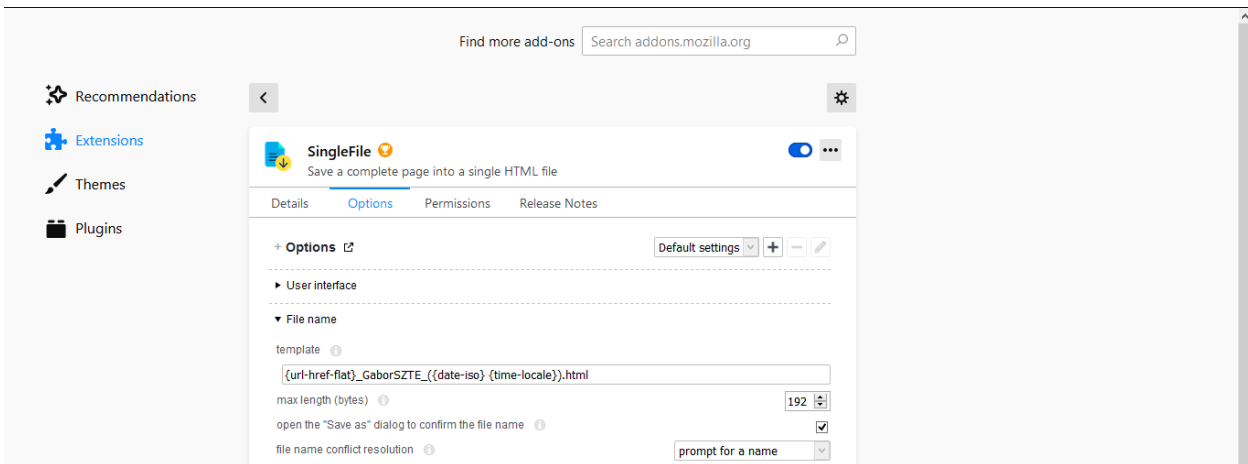 Find more add-ons Search addons.mozilla.org
Recommendations
Extensions
Themes
Plugins
SingleFile
Save a complete page into a single HTML file
Details Options Permissions Release Notes
+ Options Default settings
User interface
File name
template
{url-href-flat}_GaborSZTE_({date-iso} {time-locale}).html
max length (bytes) 192
open the "Save as" dialog to confirm the file name
file name conflict resolution prompt for a name